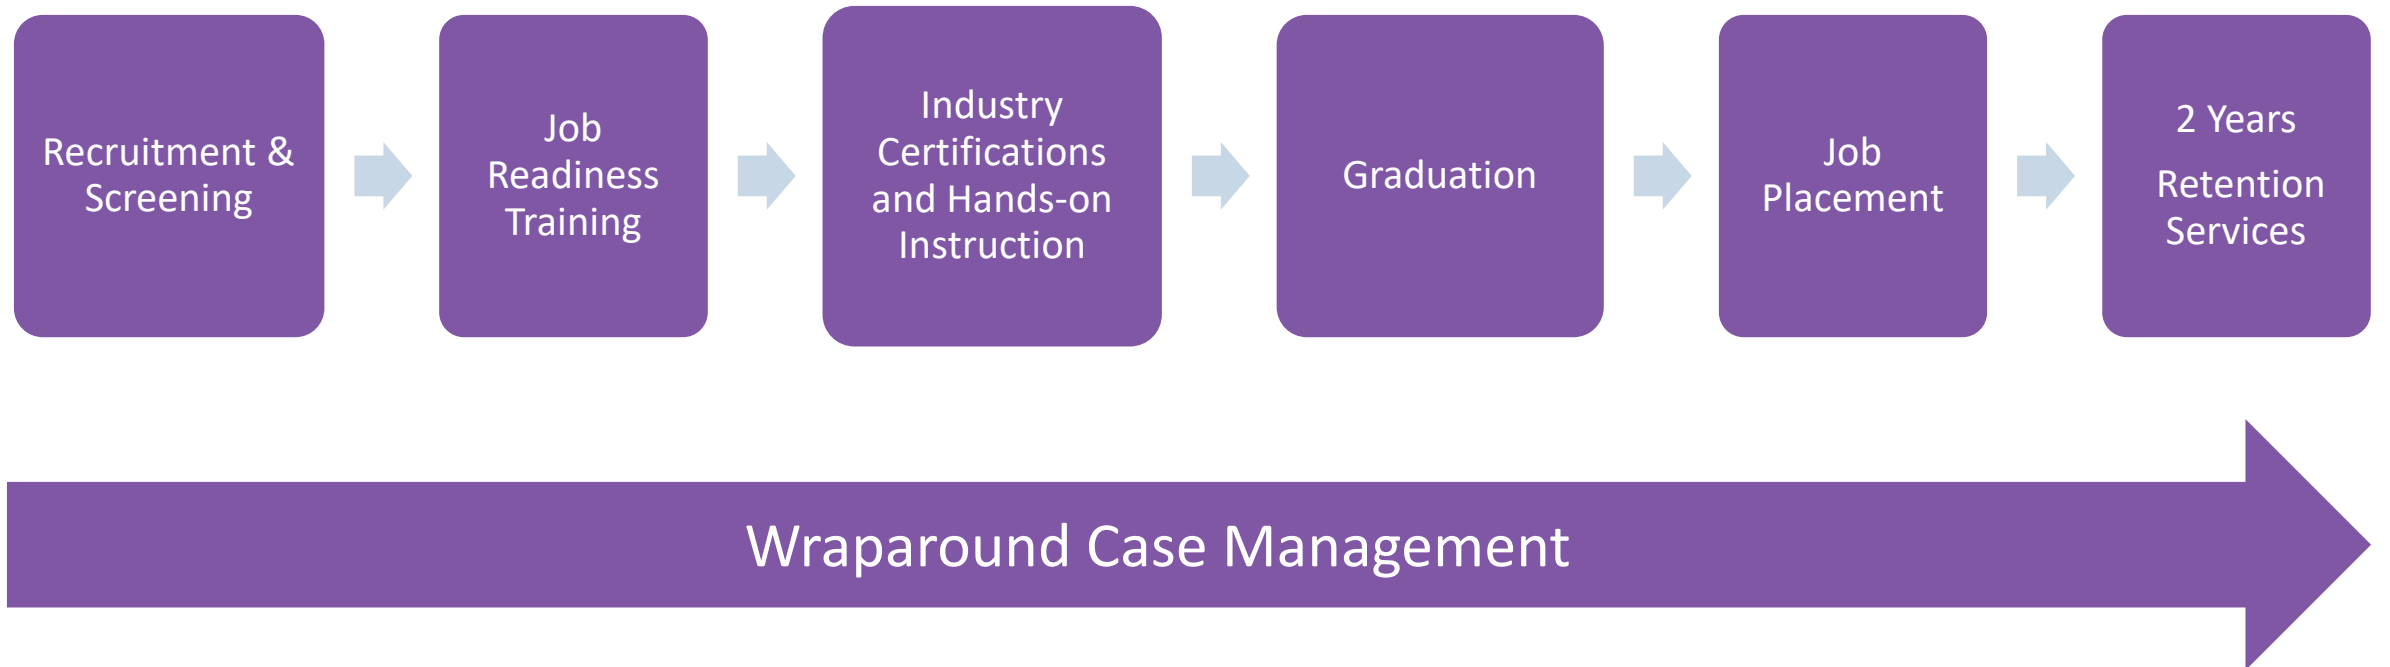 Recruitment &
Screening
Job
Readiness
Training
Industry
Certifications
and Hands-on
Instruction
Graduation
Job
Placement
2 Years
Retention
Services
Wraparound Case Management